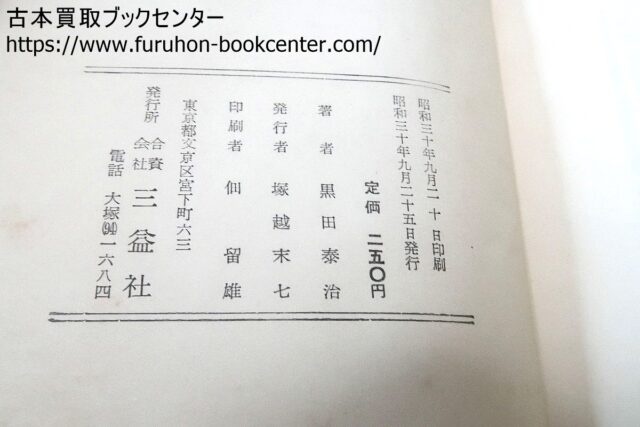 古本買取ブックセンター
https://www.furuhon-bookcenter.com/
昭和三十年九月二十日印刷
昭和三十年九月二十五日発行
定価 二五〇円
著者 黒田泰治
発行者 塚越末七
印刷者 佃留雄
東京都文京区宮下町六三
発行所 合資会社 三益社
電話 大塚(94)一六八四